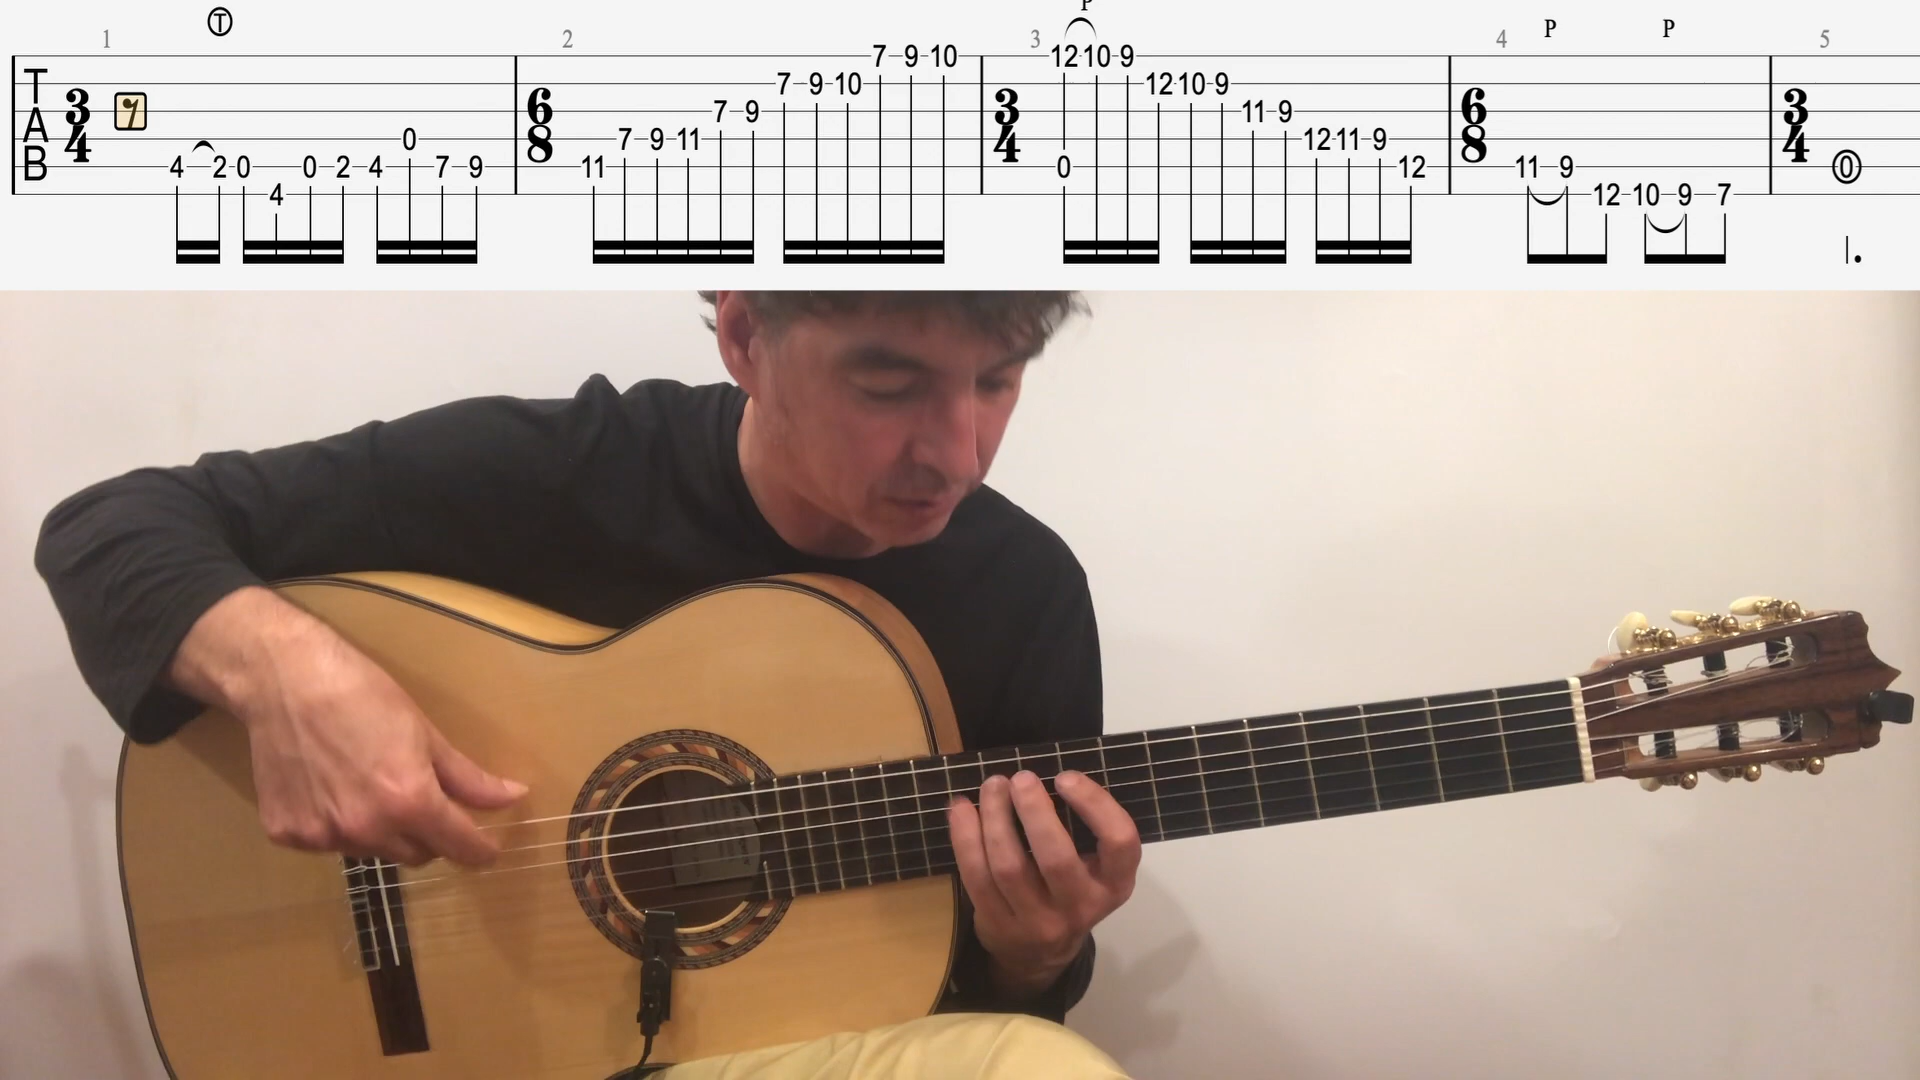 Ⓣ P
1 2 3 4 P P 5
12 10 9
7 9 10
T 7 9 10 12 10 9
3 6 7 9 3 11 9 6 3
A
4 0 8 7 9 11 4 12 11 9 8 4
B 4 2 0 0 2 4 7 9 11 0 12 11 9 0
4 12 10 9 7